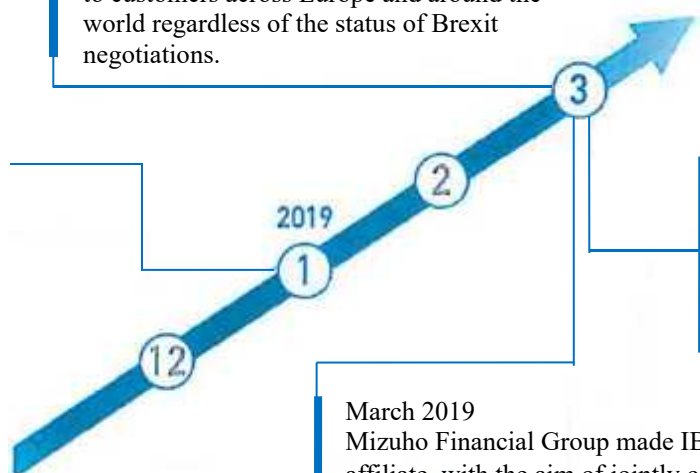 world regardless of the status of Brexit
negotiations.
3
2
2019
1
12
March 2019
Mizuho Financial Group made